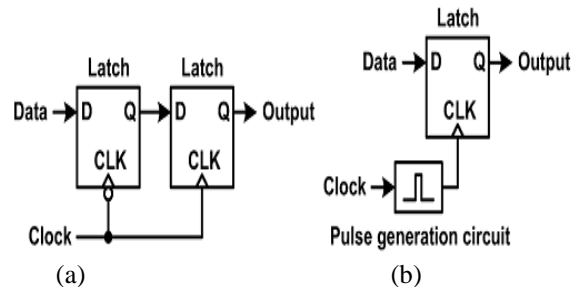 Latch Latch
Data D Q D Q Output
CLK CLK
Clock
(a)
Latch
Data D Q Output
CLK
Clock
Pulse generation circuit
(b)